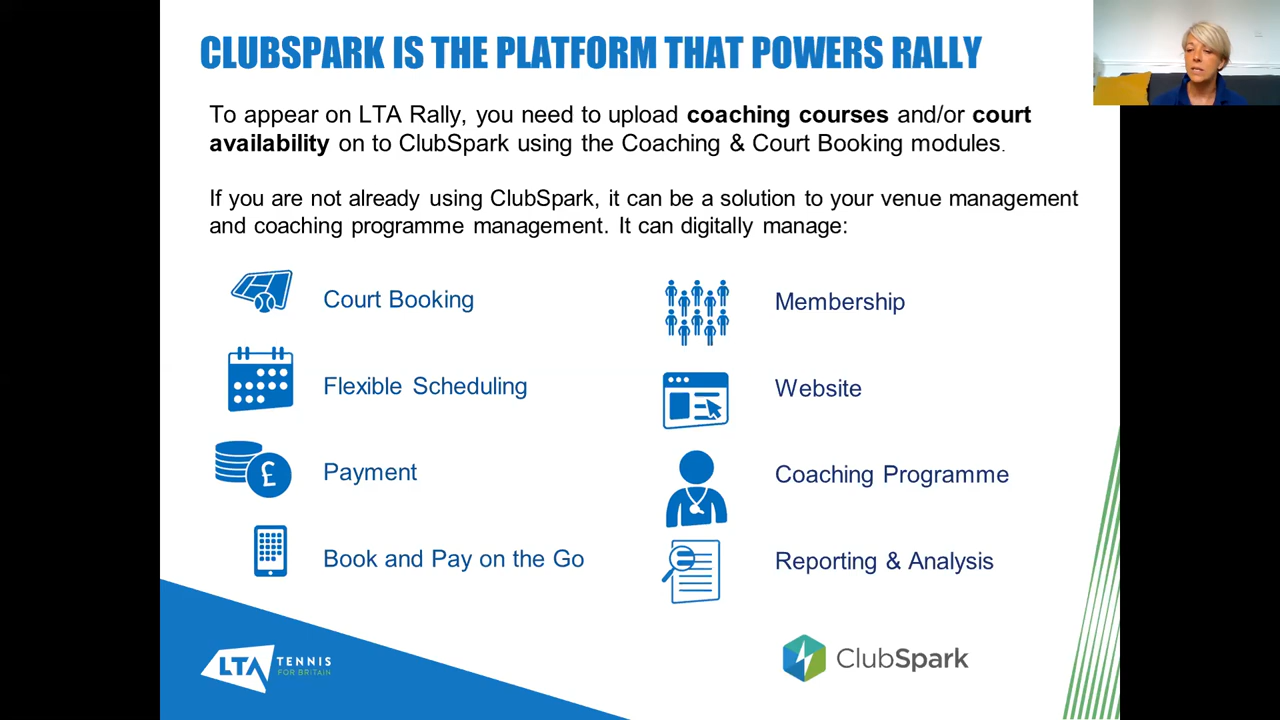 CLUBSPARK IS THE PLATFORM THAT POWERS RALLY
To appear on LTA Rally, you need to upload coaching courses and/or court
availability on to ClubSpark using the Coaching & Court Booking modules.
If you are not already using ClubSpark, it can be a solution to your venue management
and coaching programme management. It can digitally manage:
Court Booking
Flexible Scheduling
£
Payment
Book and Pay on the Go
Membership
Website
Coaching Programme
Reporting & Analysis
LTA TENNIS
FOR BRITAIN
ClubSpark